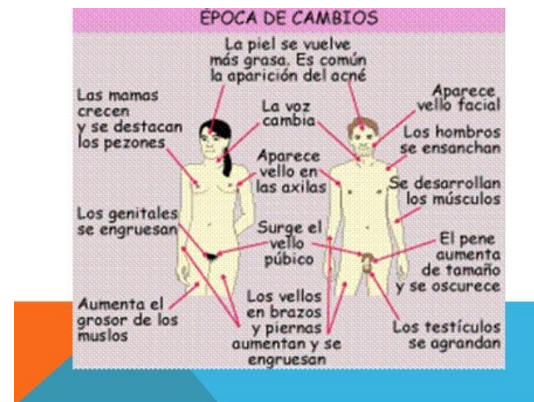 ÉPOCA DE CAMBIOS
La piel se vuelve
más grasa. Es común
la aparición del acné
Las mamas
crecen
y se destacan
los pezones
La voz
cambia
Aparece
vello facial
Los hombros
se ensanchan
Aparece
vello en
las axilas
Se desarrollan
los músculos
Los genitales
se engruesan
Surge el
vello
púbico
El pene
aumenta
de tamaño
y se oscurece
Aumenta el
grosor de los
muslos
Los vellos
en brazos
y piernas
aumentan y se
engruesan
Los testículos
se agrandan